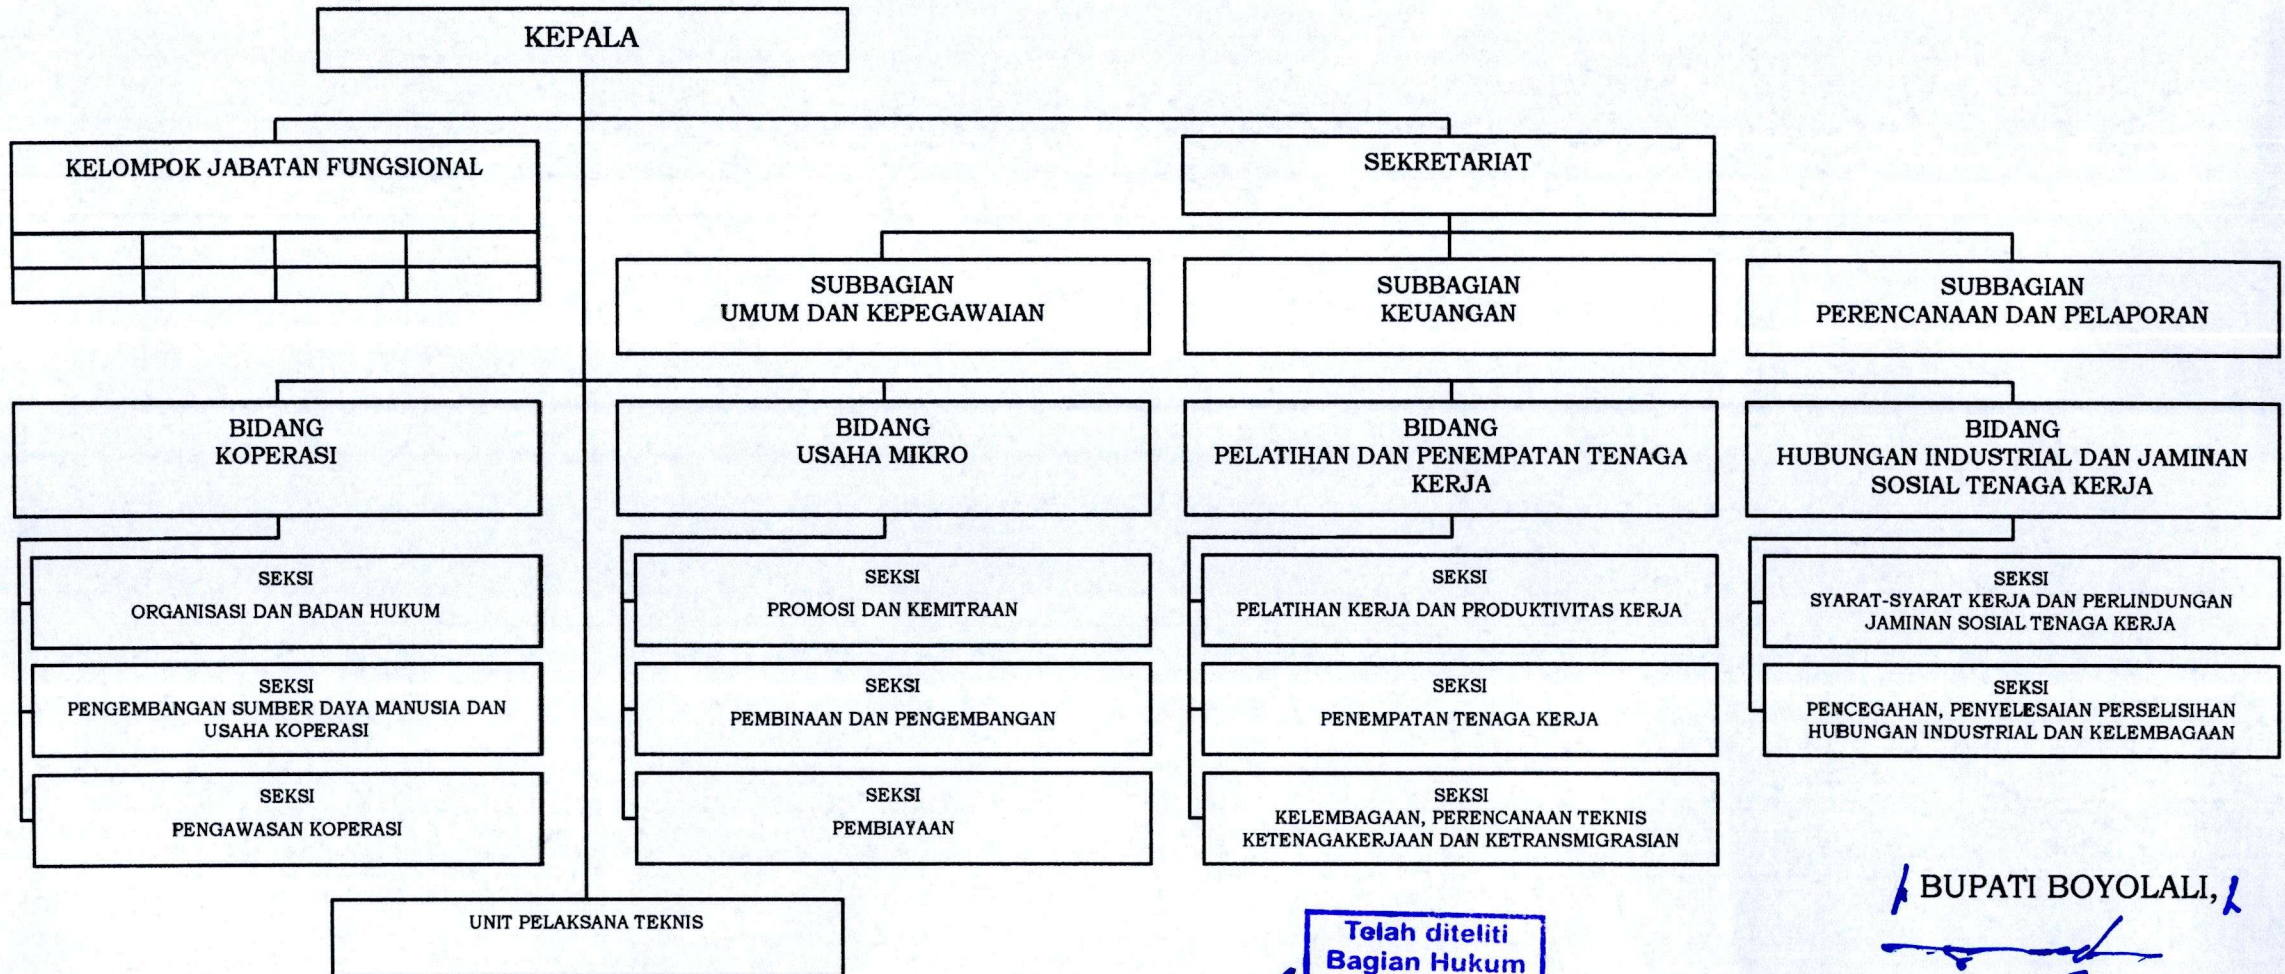 KEPALA
KELOMPOK JABATAN FUNGSIONAL
SEKRETARIAT
SUBBAGIAN
UMUM DAN KEPEGAWAIAN
SUBBAGIAN
KEUANGAN
SUBBAGIAN
PERENCANAAN DAN PELAPORAN
BIDANG
KOPERASI
BIDANG
USAHA MIKRO
BIDANG
PELATIHAN DAN PENEMPATAN TENAGA
KERJA
BIDANG
HUBUNGAN INDUSTRIAL DAN JAMINAN
SOSIAL TENAGA KERJA
SEKSI
ORGANISASI DAN BADAN HUKUM
SEKSI
PENGEMBANGAN SUMBER DAYA MANUSIA DAN
USAHA KOPERASI
SEKSI
PENGAWASAN KOPERASI
SEKSI
PROMOSI DAN KEMITRAAN
SEKSI
PEMBINAAN DAN PENGEMBANGAN
SEKSI
PEMBIAYAAN
SEKSI
PELATIHAN KERJA DAN PRODUKTIVITAS KERJA
SEKSI
PENEMPATAN TENAGA KERJA
SEKSI
KELEMBAGAAN, PERENCANAAN TEKNIS
KETENAGAKERJAAN DAN KETRANSMIGRASIAN
SEKSI
SYARAT-SYARAT KERJA DAN PERLINDUNGAN
JAMINAN SOSIAL TENAGA KERJA
SEKSI
PENCEGAHAN, PENYELESAIAN PERSELISIHAN
HUBUNGAN INDUSTRIAL DAN KELEMBAGAAN
UNIT PELAKSANA TEKNIS
BUPATI BOYOLALI,
Telah diteliti
Bagian Hukum